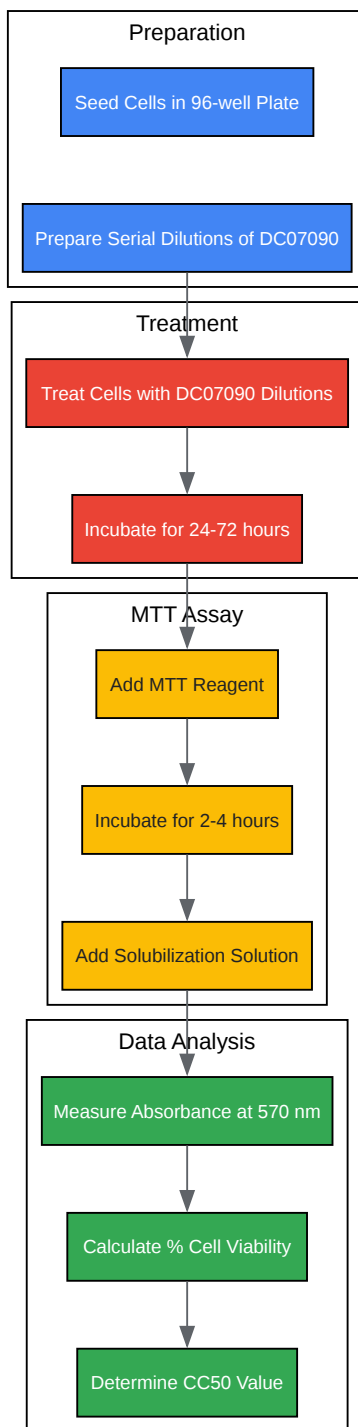 Preparation
Seed Cells in 96-well Plate
Prepare Serial Dilutions of DC07090
Treatment
Treat Cells with DC07090 Dilutions
Incubate for 24-72 hours
MTT Assay
Add MTT Reagent
Incubate for 2-4 hours
Add Solubilization Solution
Data Analysis
Measure Absorbance at 570 nm
Calculate % Cell Viability
Determine CC50 Value